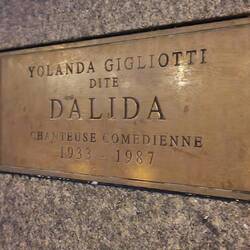 YOLANDA GIGLIOTTI
DITE
DALIDA
CHANTEUSE COMEDIENNE
1933 - 1987